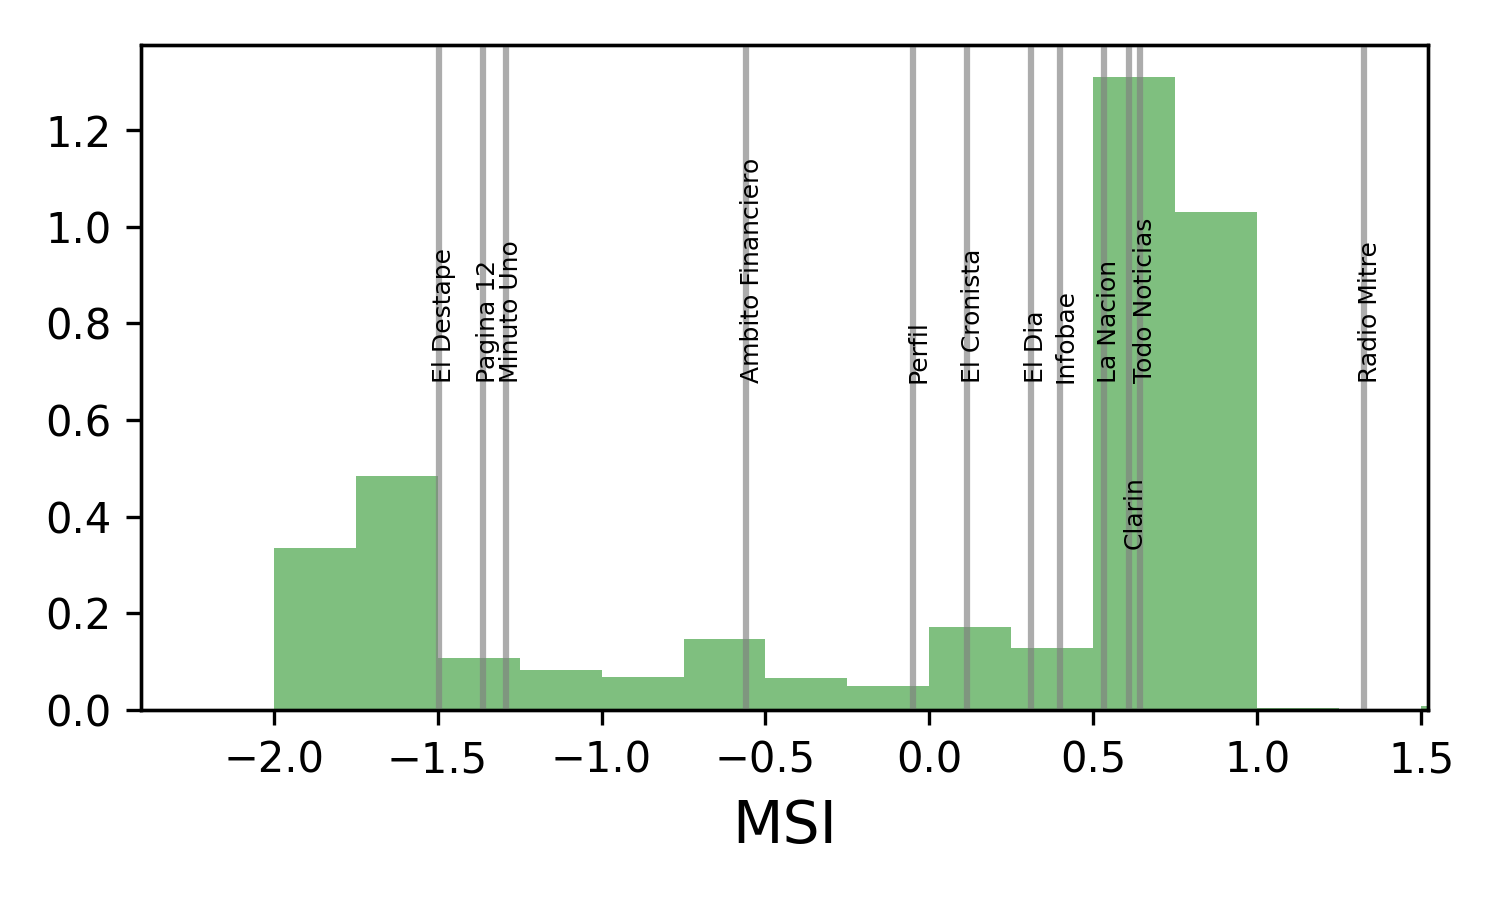 1.2
1.0
0.8
0.6
0.4
0.2
0.0
El Destape
Pagina 12
Minuto Uno
Ambito Financiero
Perfil
El Cronista
El Dia
Infobae
La Nacion
Clarin
Todo Noticias
Radio Mitre
−2.0
−1.5
−1.0
−0.5
0.0
0.5
1.0
1.5
MSI